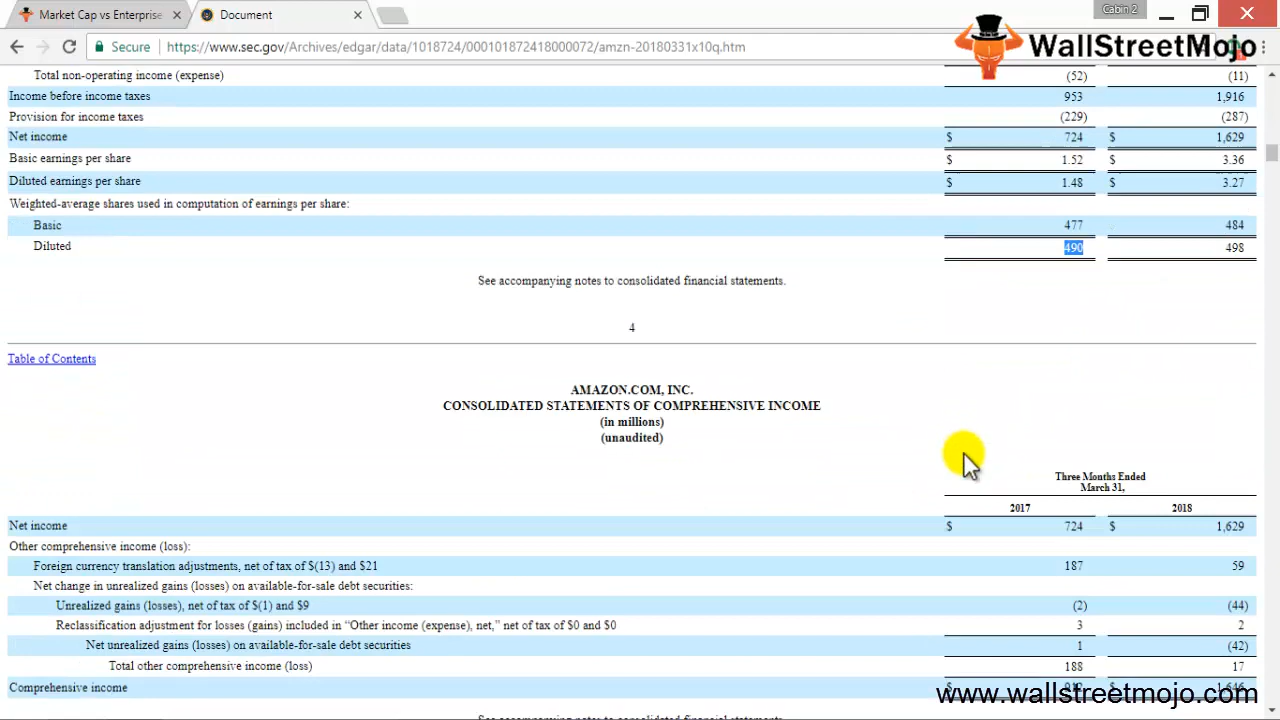 Market Cap vs Enterprise
Document
Cabin 2
Secure https://www.sec.gov/Archives/edgar/data/1018724/000101872418000072/amzn-20180331x10q.htm
WallStreetMojo
Total non-operating income (expense) (52) (11)
Income before income taxes 953 1,916
Provision for income taxes (229) (287)
Net income $ 724 $ 1,629
Basic earnings per share $ 1.52 $ 3.36
Diluted earnings per share $ 1.48 $ 3.27
Weighted-average shares used in computation of earnings per share:
Basic 477 484
Diluted 490 498
See accompanying notes to consolidated financial statements.
4
Table of Contents
AMAZON.COM, INC.
CONSOLIDATED STATEMENTS OF COMPREHENSIVE INCOME
(in millions)
(unaudited)
Three Months Ended
March 31,
2017 2018
Net income $ 724 $ 1,629
Other comprehensive income (loss):
Foreign currency translation adjustments, net of tax of $(13) and $21 187 59
Net change in unrealized gains (losses) on available-for-sale debt securities:
Unrealized gains (losses), net of tax of $(1) and $9 (2) (44)
Reclassification adjustment for losses (gains) included in “Other income (expense), net,” net of tax of $0 and $0 3 2
Net unrealized gains (losses) on available-for-sale debt securities 1 (42)
Total other comprehensive income (loss) 188 17
Comprehensive income $ 912 $ 1,646
www.wallstreetmojo.com